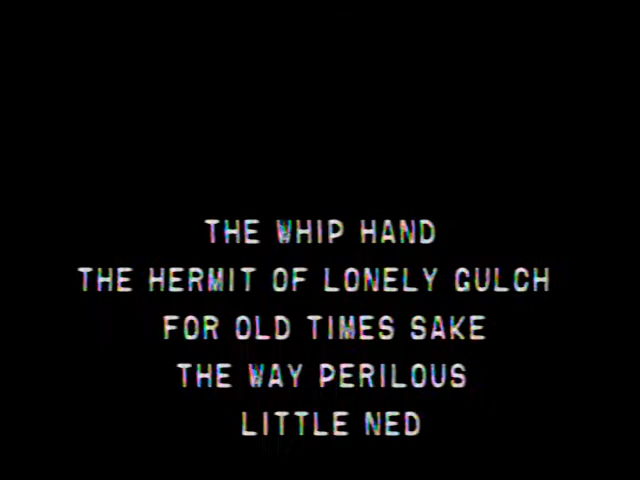 THE WHIP HAND
THE HERMIT OF LONELY GULCH
FOR OLD TIMES SAKE
THE WAY PERILOUS
LITTLE NED